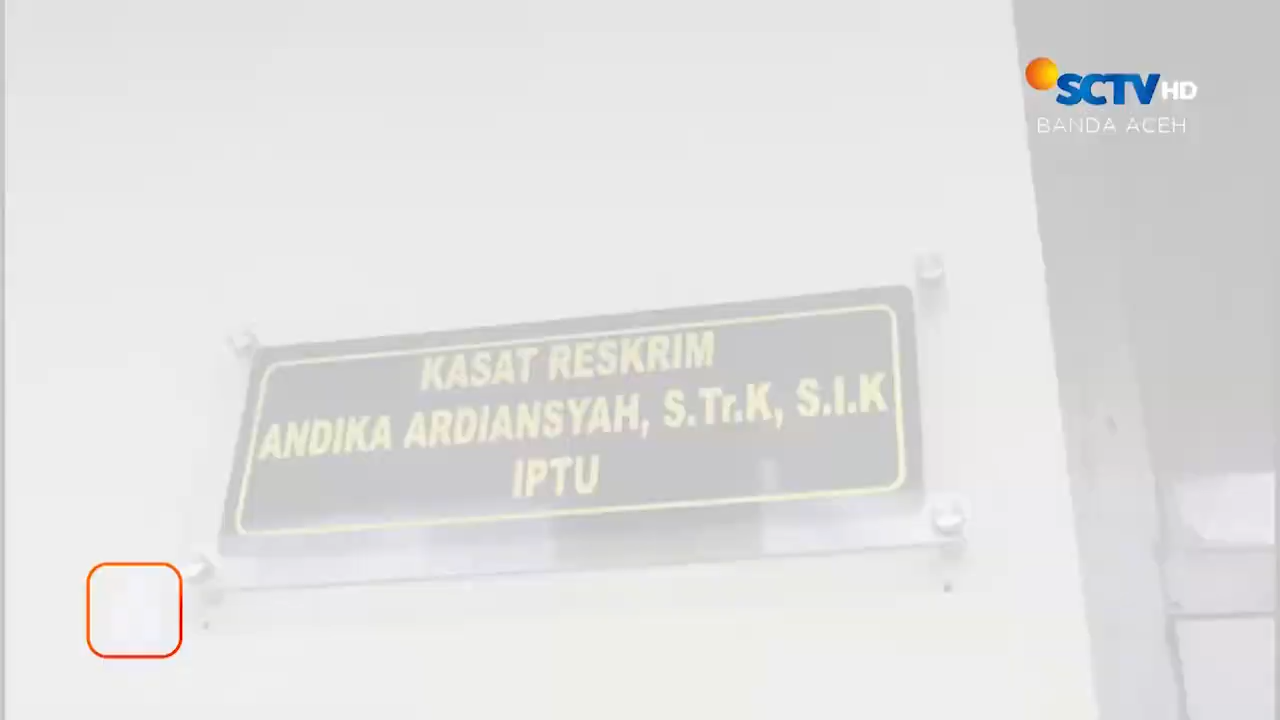 SCTV HD
BANDA ACEH
KASAT RESKRIM
ANDIKA ARDIANSYAH, S.Tr.K, S.I.K
IPTU